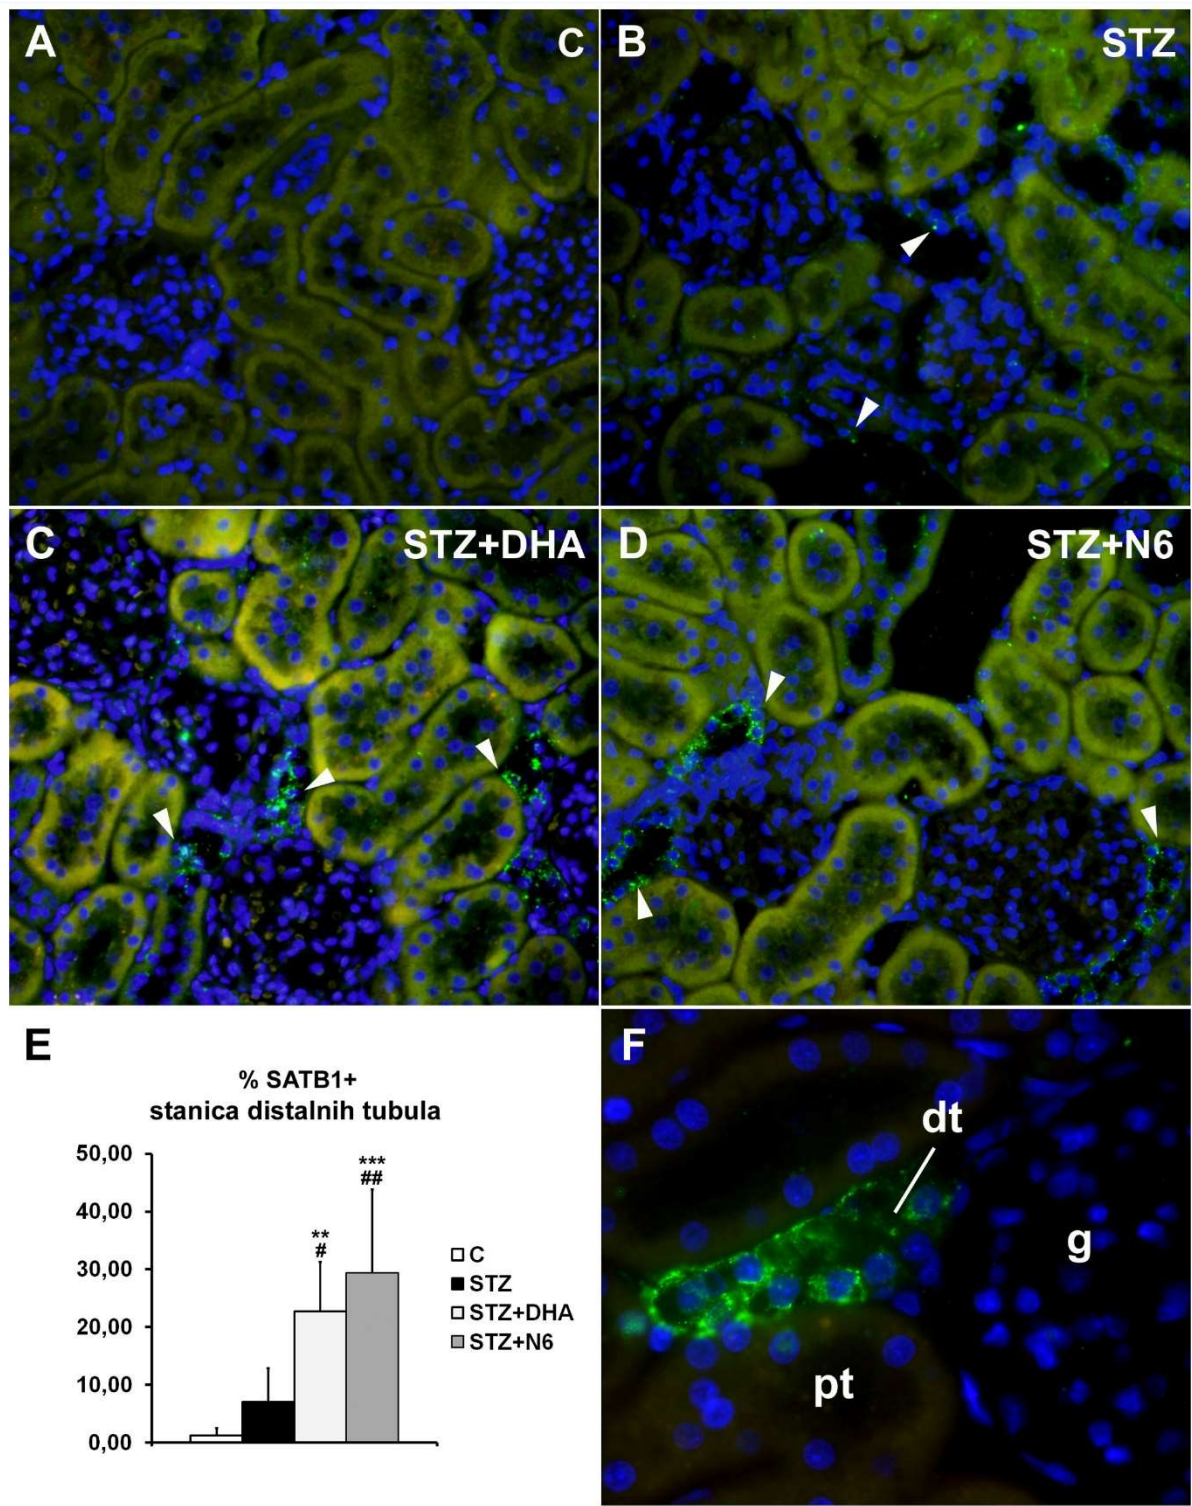 A
C
B
STZ
C
STZ+DHA
D
STZ+N6
E
% SATB1+
stanica distalnih tubula
50,00
40,00
30,00
20,00
10,00
0,00
**
#
***
##
C
STZ
STZ+DHA
STZ+N6
F
dt
g
pt